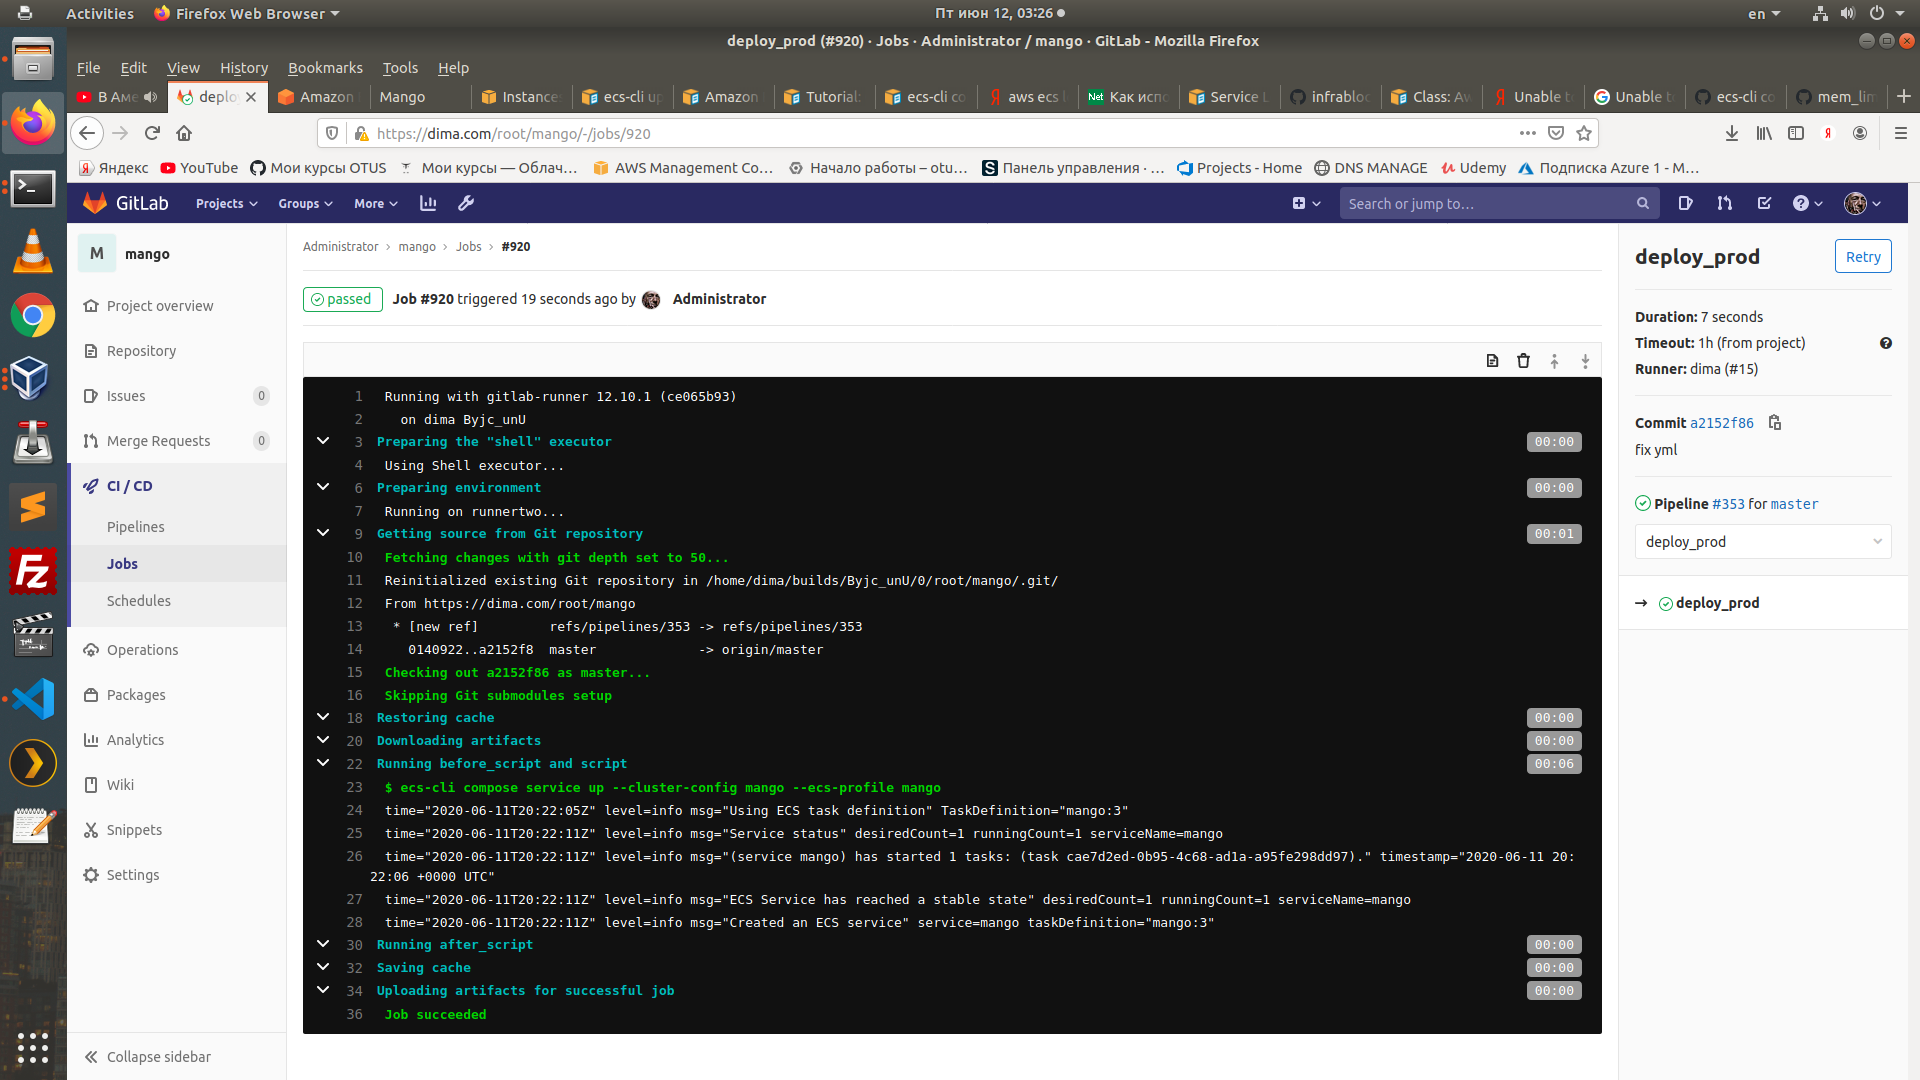 Activities
Firefox Web Browser
Пт июн 12, 03:26
en
deploy_prod (#920) · Jobs · Administrator / mango · GitLab - Mozilla Firefox
File Edit View History Bookmarks Tools Help
В Аме
deplo
Amazon
Mango
Instance
ecs-cli up
Amazon
Tutorial:
ecs-cli co
aws ecs l
Как испо
Service L
infrabloc
Class: Aw
Unable to
Unable to
ecs-cli co
mem_lim
https://dima.com/root/mango/-/jobs/920
Яндекс
YouTube
Мои курсы OTUS
Мои курсы — Облач…
AWS Management Co…
Начало работы – otu…
Панель управления · …
Projects - Home
DNS MANAGE
Udemy
Подписка Azure 1 - M…
GitLab
Projects
Groups
More
Search or jump to…
M mango
Project overview
Repository
Issues 0
Merge Requests 0
CI / CD
Pipelines
Jobs
Schedules
Operations
Packages
Analytics
Wiki
Snippets
Settings
Collapse sidebar
Administrator › mango › Jobs › #920
passed Job #920 triggered 19 seconds ago by Administrator
1 Running with gitlab-runner 12.10.1 (ce065b93)
2 on dima Byjc_unU
3 Preparing the "shell" executor 00:00
4 Using Shell executor...
6 Preparing environment 00:00
7 Running on runnertwo...
9 Getting source from Git repository 00:01
10 Fetching changes with git depth set to 50...
11 Reinitialized existing Git repository in /home/dima/builds/Byjc_unU/0/root/mango/.git/
12 From https://dima.com/root/mango
13 * [new ref] refs/pipelines/353 -> refs/pipelines/353
14 0140922..a2152f8 master -> origin/master
15 Checking out a2152f86 as master...
16 Skipping Git submodules setup
18 Restoring cache 00:00
20 Downloading artifacts 00:00
22 Running before_script and script 00:06
23 $ ecs-cli compose service up --cluster-config mango --ecs-profile mango
24 time="2020-06-11T20:22:05Z" level=info msg="Using ECS task definition" TaskDefinition="mango:3"
25 time="2020-06-11T20:22:11Z" level=info msg="Service status" desiredCount=1 runningCount=1 serviceName=mango
26 time="2020-06-11T20:22:11Z" level=info msg="(service mango) has started 1 tasks: (task cae7d2ed-0b95-4c68-ad1a-a95fe298dd97)." timestamp="2020-06-11 20:
22:06 +0000 UTC"
27 time="2020-06-11T20:22:11Z" level=info msg="ECS Service has reached a stable state" desiredCount=1 runningCount=1 serviceName=mango
28 time="2020-06-11T20:22:11Z" level=info msg="Created an ECS service" service=mango taskDefinition="mango:3"
30 Running after_script 00:00
32 Saving cache 00:00
34 Uploading artifacts for successful job 00:00
36 Job succeeded
deploy_prod
Retry
Duration: 7 seconds
Timeout: 1h (from project)
Runner: dima (#15)
Commit a2152f86
fix yml
Pipeline #353 for master
deploy_prod
→ deploy_prod